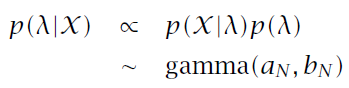 p(λ|X) ∝ p(X|λ)p(λ)
~ gamma(a_N, b_N)